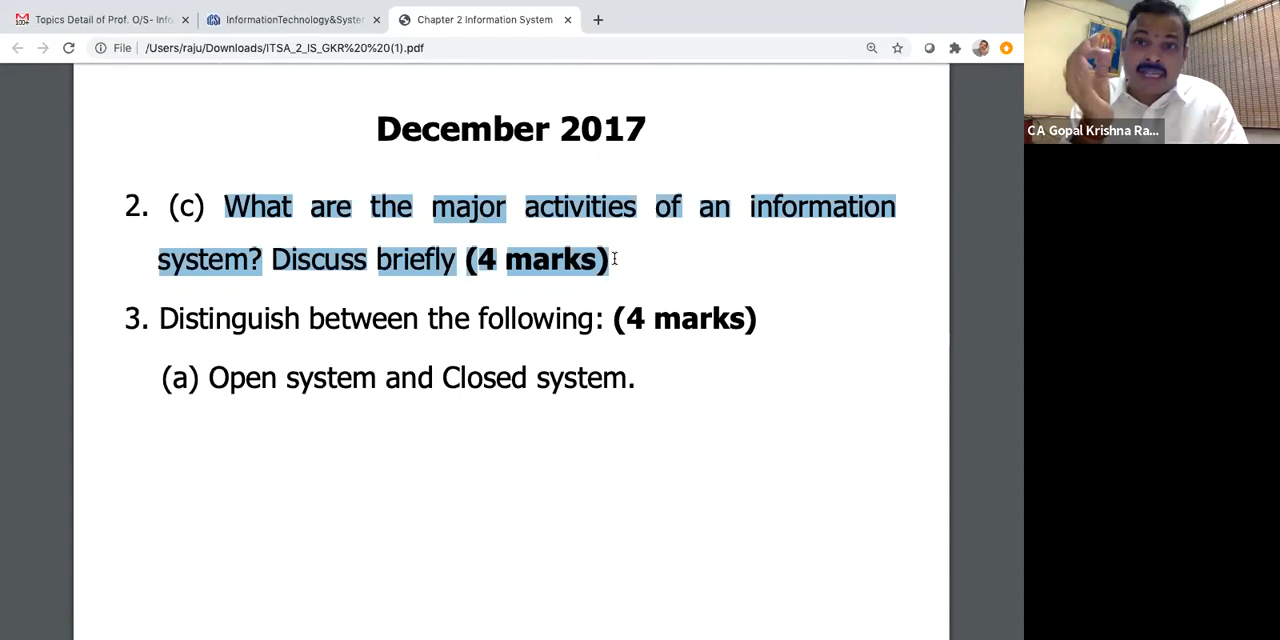 100+
Topics Detail of Prof. O/S- Info
InformationTechnology&System
Chapter 2 Information System
File
/Users/raju/Downloads/ITSA_2_IS_GKR%20%20(1).pdf
December 2017
2. (c) What are the major activities of an information
system? Discuss briefly (4 marks)
3. Distinguish between the following: (4 marks)
(a) Open system and Closed system.
CA Gopal Krishna Ra...